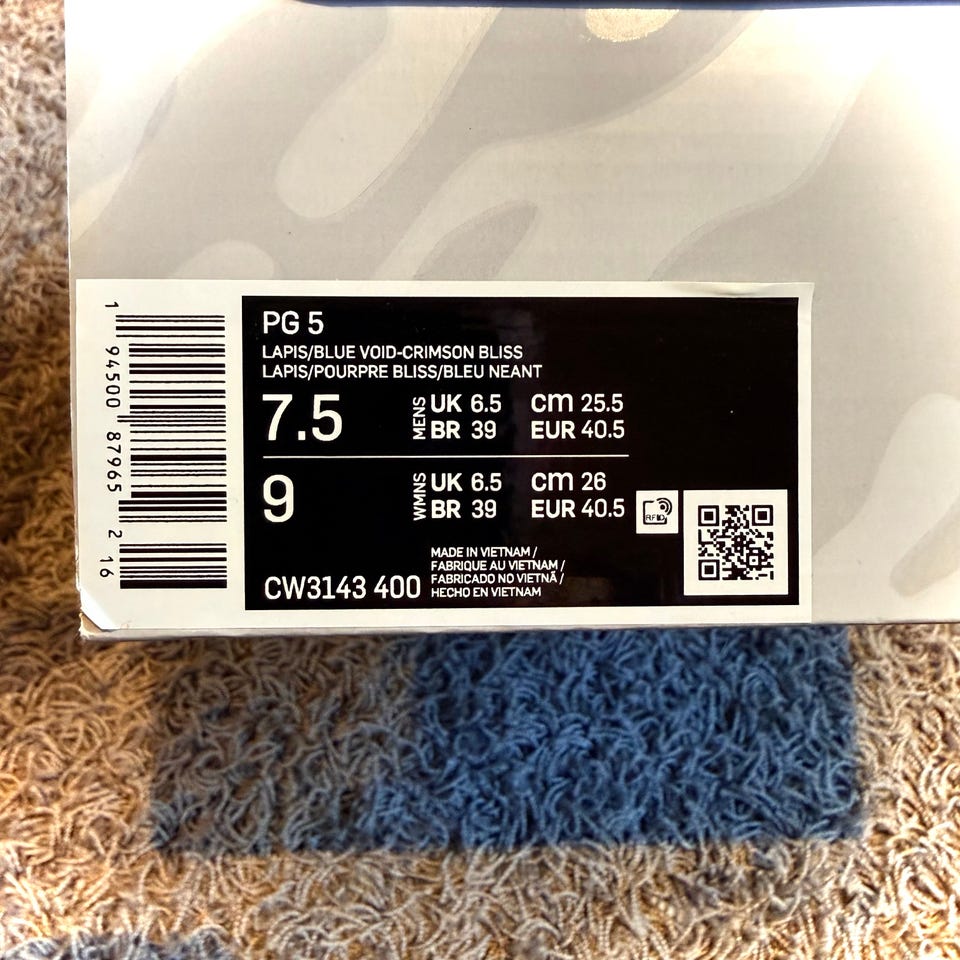 PG 5
LAPIS/BLUE VOID-CRIMSON BLISS
LAPIS/POURPRE BLISS/BLEU NEANT
7.5 MENS UK 6.5 CM 25.5
BR 39 EUR 40.5
9 WMNS UK 6.5 CM 26
BR 39 EUR 40.5
RFID
CW3143 400
MADE IN VIETNAM /
FABRIQUE AU VIETNAM /
FABRICADO NO VIETNÃ /
HECHO EN VIETNAM
1 94500 87965 2 16